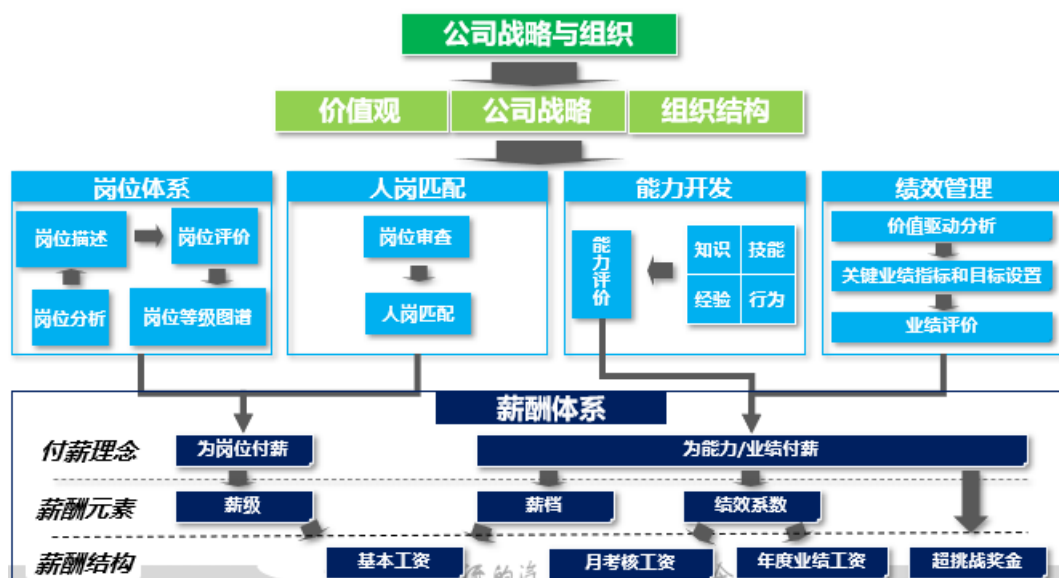 公司战略与组织
价值观 公司战略 组织结构
岗位体系 人岗匹配 能力开发 绩效管理
岗位描述 岗位评价
岗位分析 岗位等级图谱
岗位审查
人岗匹配
能力评价
知识 技能
经验 行为
价值驱动分析
关键业绩指标和目标设置
业绩评价
薪酬体系
付薪理念 为岗位付薪 为能力/业绩付薪
薪酬元素 薪级 薪档 绩效系数
薪酬结构 基本工资 月考核工资 年度业绩工资 超挑战奖金